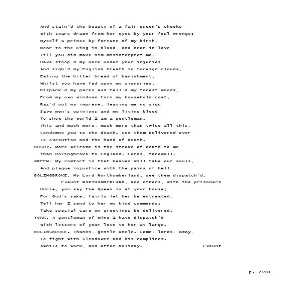 And stain'd the beauty of a fair queen's cheeks
With tears drawn from her eyes by your foul wrongs;
Myself a prince by fortune of my birth,
Near to the king in blood, and near in love
Till you did make him misinterpret me,
Have stoop'd my neck under your injuries
And sigh'd my English breath in foreign clouds,
Eating the bitter bread of banishment,
Whilst you have fed upon my signories,
Dispark'd my parks and fell'd my forest woods,
From my own windows torn my household coat,
Raz'd out my imprese, leaving me no sign
Save men's opinions and my living blood
To show the world I am a gentleman.
This and much more, much more than twice all this,
Condemns you to the death. See them delivered over
To execution and the hand of death.
BUSHY. More welcome is the stroke of death to me
Than Bolingbroke to England. Lords, farewell.
GREEN. My comfort is that heaven will take our souls,
And plague injustice with the pains of hell.
BOLINGBROKE. My Lord Northumberland, see them dispatch'd.
Exeunt NORTHUMBERLAND, and others, with the prisoners
Uncle, you say the Queen is at your house;
For God's sake, fairly let her be entreated.
Tell her I send to her my kind commends;
Take special care my greetings be delivered.
YORK. A gentleman of mine I have dispatch'd
With letters of your love to her at large.
BOLINGBROKE. Thanks, gentle uncle. Come, lords, away,
To fight with Glendower and his complices.
Awhile to work, and after holiday. Exeunt